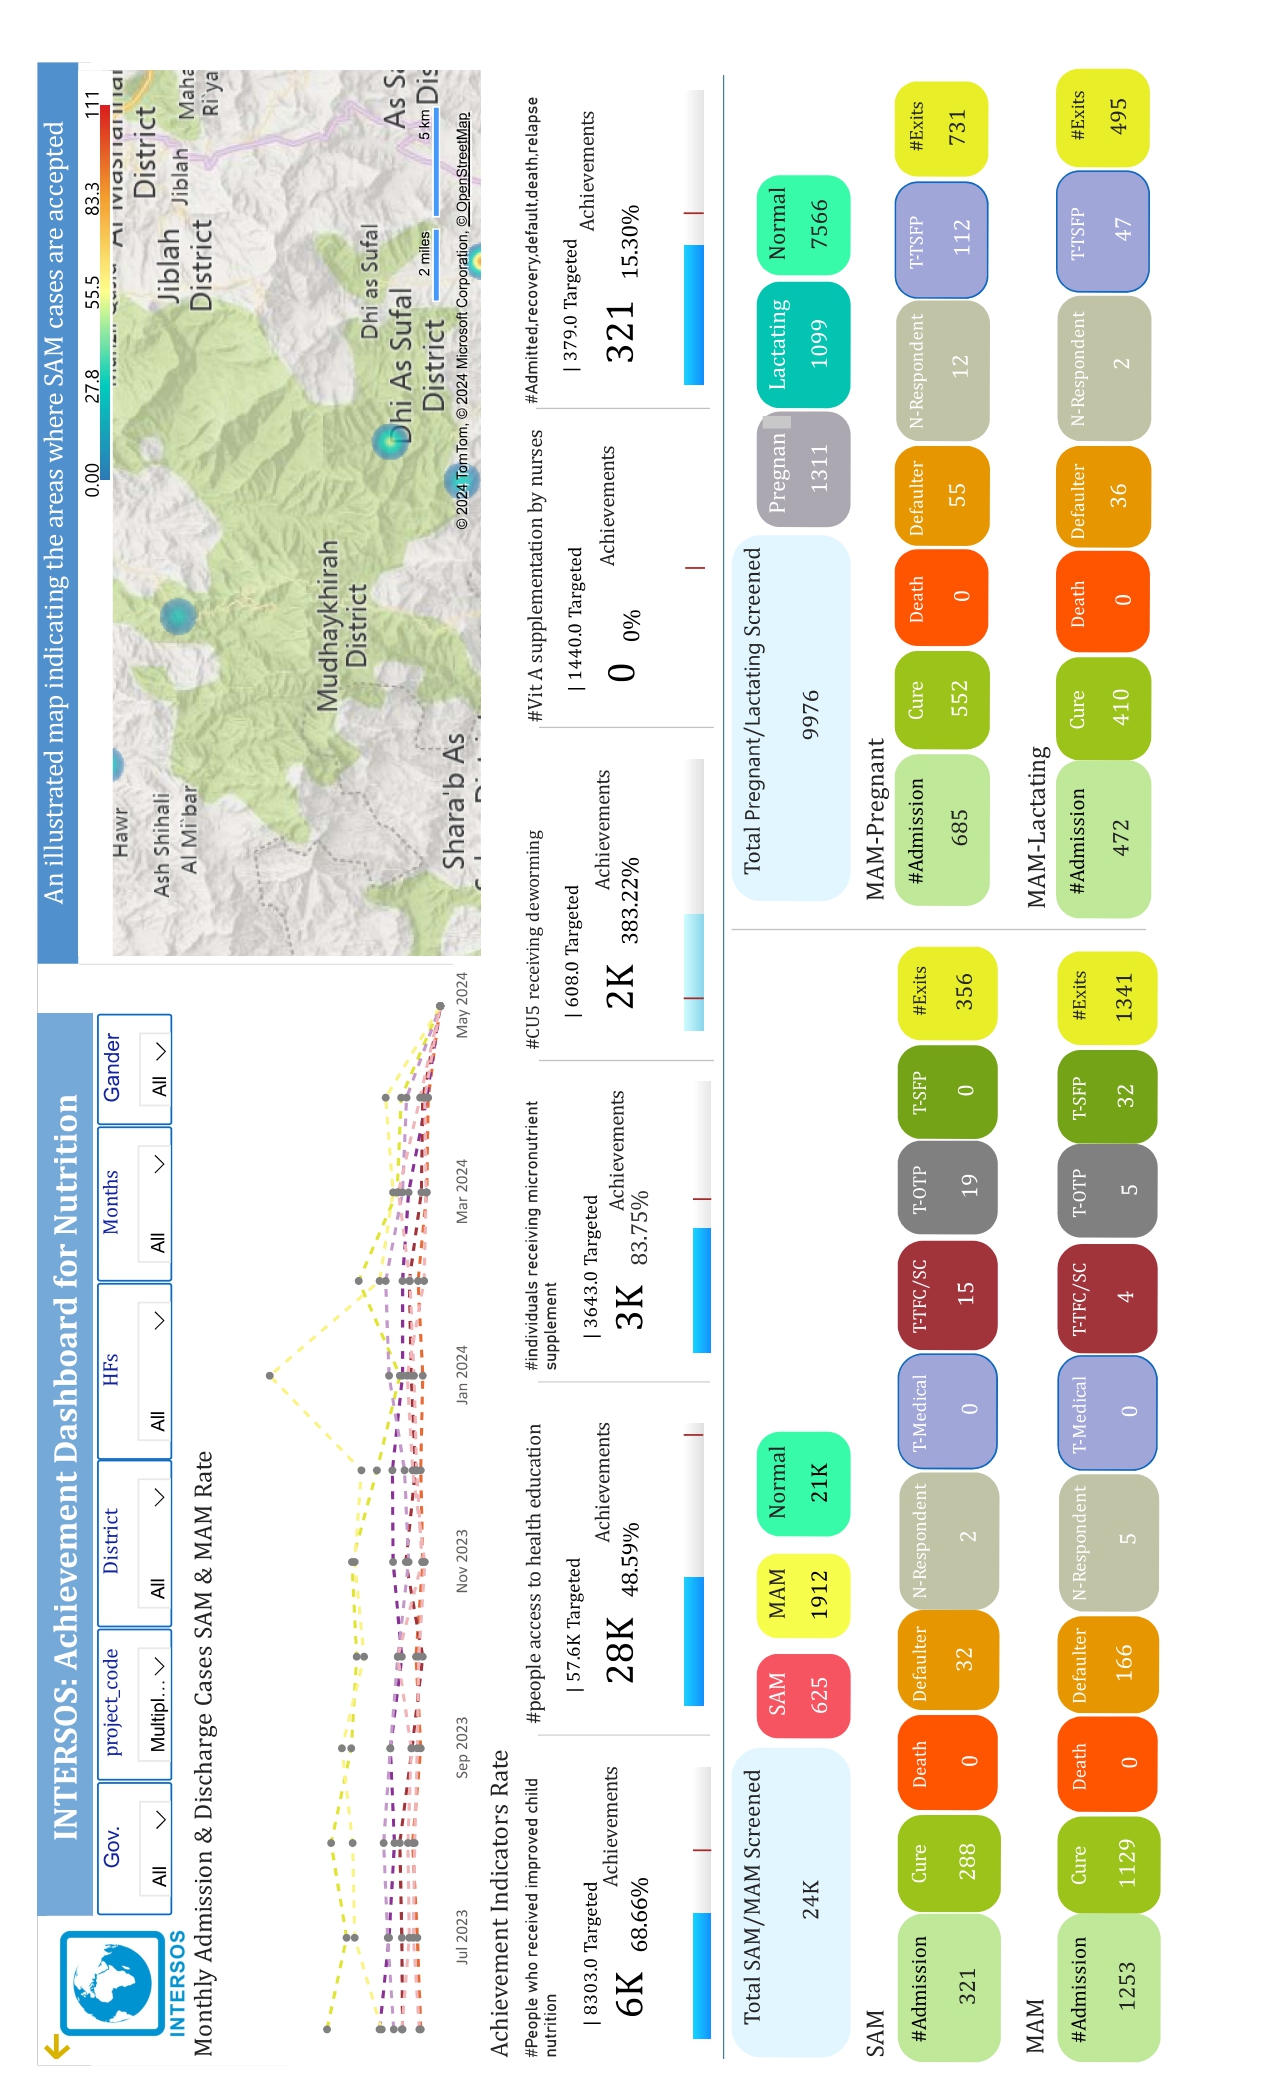 INTERSOS: Achievement Dashboard for Nutrition
INTERSOS
Gov.
All
project_code
Multipl...
District
All
HFs
All
Months
All
Gander
All
Monthly Admission & Discharge Cases SAM & MAM Rate
Jul 2023
Sep 2023
Nov 2023
Jan 2024
Mar 2024
May 2024
An illustrated map indicating the areas where SAM cases are accepted
0.00 27.8 55.5 83.3 111
Hawr
Ash Shihali
Al Mi`bar
District
Jiblah
District
Jiblah
Maha
Ri`ya
Mudhaykhirah
District
Dhi as Sufal
Dhi As Sufal
District
As Sa
Dis
Shara'b As
2 miles
5 km
© 2024 TomTom, © 2024 Microsoft Corporation, © OpenStreetMap
Achievement Indicators Rate
#People who received improved child
nutrition
| 8303.0 Targeted
Achievements
6K 68.66%
#people access to health education
| 57.6K Targeted
Achievements
28K 48.59%
#individuals receiving micronutrient
supplement
| 3643.0 Targeted
Achievements
3K 83.75%
#CU5 receiving deworming
| 608.0 Targeted
Achievements
2K 383.22%
#Vit A supplementation by nurses
| 1440.0 Targeted
Achievements
0 0%
#Admitted,recovery,default,death,relapse
| 379.0 Targeted
Achievements
321 15.30%
Total SAM/MAM Screened
24K
SAM
625
MAM
1912
Normal
21K
Total Pregnant/Lactating Screened
9976
Pregnan
1311
Lactating
1099
Normal
7566
SAM
#Admission
321
Cure
288
Death
0
Defaulter
32
N-Respondent
2
T-Medical
0
T-TFC/SC
15
T-OTP
19
T-SFP
0
#Exits
356
MAM-Pregnant
#Admission
685
Cure
552
Death
0
Defaulter
55
N-Respondent
12
T-TSFP
112
#Exits
731
MAM
#Admission
1253
Cure
1129
Death
0
Defaulter
166
N-Respondent
5
T-Medical
0
T-TFC/SC
4
T-OTP
5
T-SFP
32
#Exits
1341
MAM-Lactating
#Admission
472
Cure
410
Death
0
Defaulter
36
N-Respondent
2
T-TSFP
47
#Exits
495